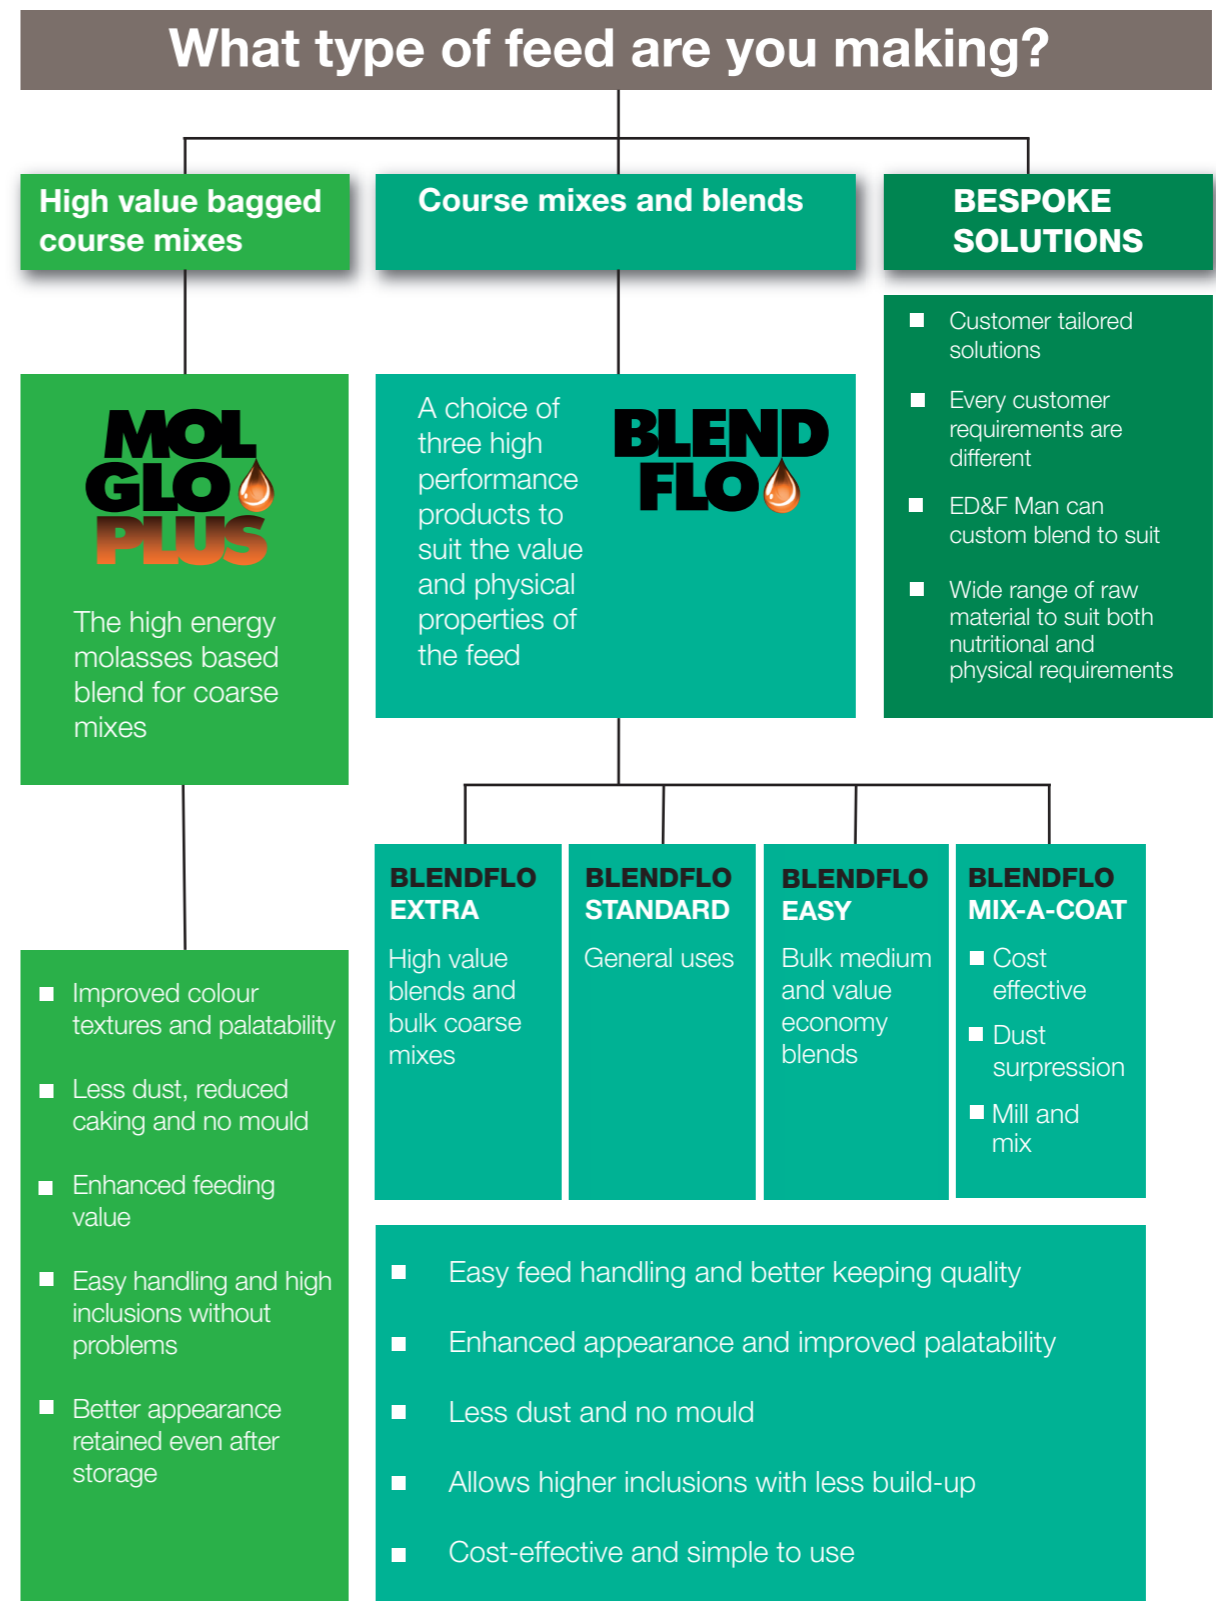 What type of feed are you making?
High value bagged
course mixes
Course mixes and blends
BESPOKE
SOLUTIONS
MOL
GLO
PLUS
The high energy
molasses based
blend for coarse
mixes
Improved colour
textures and palatability
Less dust, reduced
caking and no mould
Enhanced feeding
value
Easy handling and high
inclusions without
problems
Better appearance
retained even after
storage
A choice of
three high
performance
products to
suit the value
and physical
properties of
the feed
BLEND
FLO
Customer tailored
solutions
Every customer
requirements are
different
ED&F Man can
custom blend to suit
Wide range of raw
material to suit both
nutritional and
physical requirements
BLENDFLO
EXTRA
High value
blends and
bulk coarse
mixes
BLENDFLO
STANDARD
General uses
BLENDFLO
EASY
Bulk medium
and value
economy
blends
BLENDFLO
MIX-A-COAT
Cost
effective
Dust
surpression
Mill and
mix
Easy feed handling and better keeping quality
Enhanced appearance and improved palatability
Less dust and no mould
Allows higher inclusions with less build-up
Cost-effective and simple to use